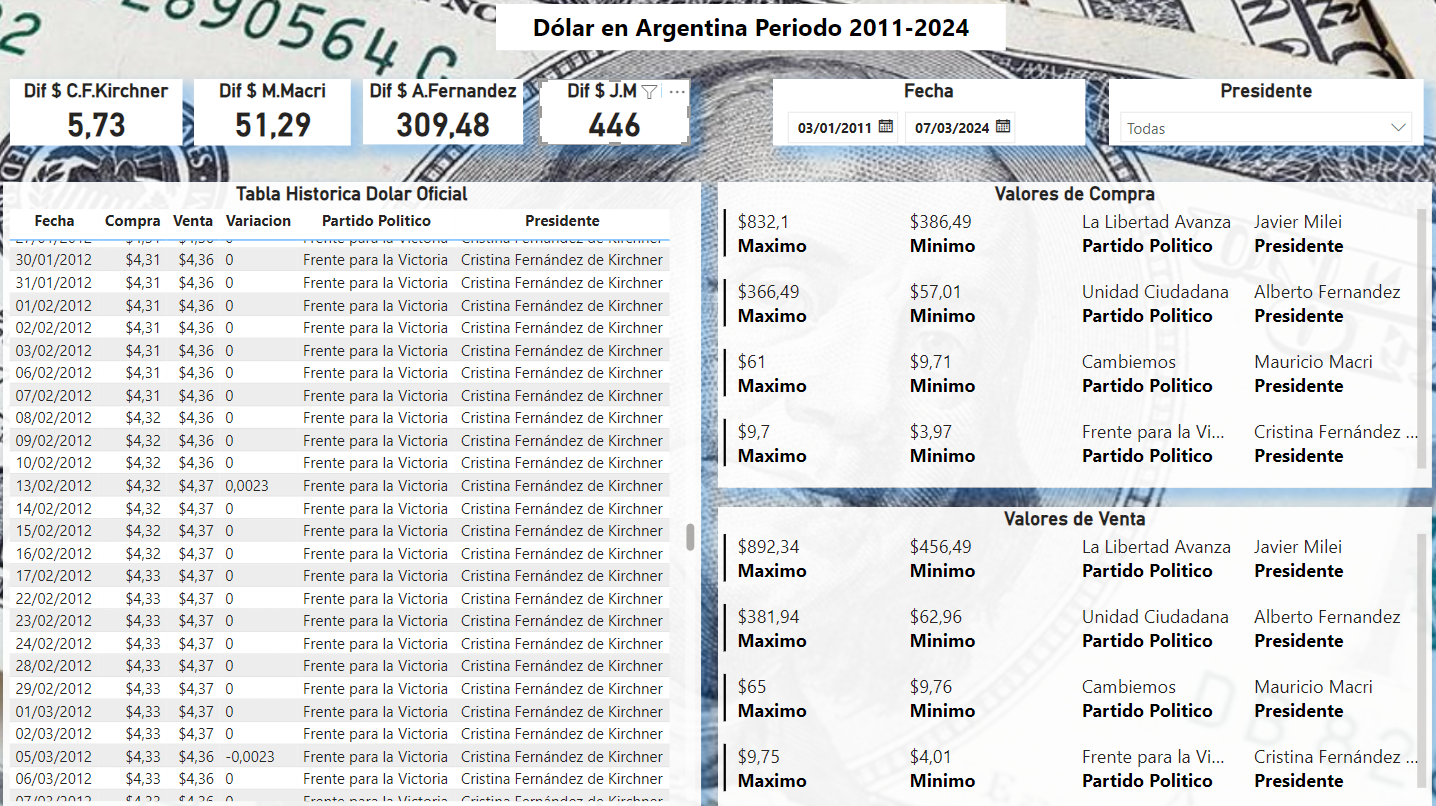 Dólar en Argentina Periodo 2011-2024
Dif $ C.F.Kirchner
5,73
Dif $ M.Macri
51,29
Dif $ A.Fernandez
309,48
Dif $ J.M
446
Fecha
03/01/2011 07/03/2024
Presidente
Todas
Tabla Historica Dolar Oficial
Fecha Compra Venta Variacion Partido Politico Presidente
27/01/2012 $4,31 $4,36 0 Frente para la Victoria Cristina Fernández de Kirchner
30/01/2012 $4,31 $4,36 0 Frente para la Victoria Cristina Fernández de Kirchner
31/01/2012 $4,31 $4,36 0 Frente para la Victoria Cristina Fernández de Kirchner
01/02/2012 $4,31 $4,36 0 Frente para la Victoria Cristina Fernández de Kirchner
02/02/2012 $4,31 $4,36 0 Frente para la Victoria Cristina Fernández de Kirchner
03/02/2012 $4,31 $4,36 0 Frente para la Victoria Cristina Fernández de Kirchner
06/02/2012 $4,31 $4,36 0 Frente para la Victoria Cristina Fernández de Kirchner
07/02/2012 $4,31 $4,36 0 Frente para la Victoria Cristina Fernández de Kirchner
08/02/2012 $4,32 $4,36 0 Frente para la Victoria Cristina Fernández de Kirchner
09/02/2012 $4,32 $4,36 0 Frente para la Victoria Cristina Fernández de Kirchner
10/02/2012 $4,32 $4,36 0 Frente para la Victoria Cristina Fernández de Kirchner
13/02/2012 $4,32 $4,37 0,0023 Frente para la Victoria Cristina Fernández de Kirchner
14/02/2012 $4,32 $4,37 0 Frente para la Victoria Cristina Fernández de Kirchner
15/02/2012 $4,32 $4,37 0 Frente para la Victoria Cristina Fernández de Kirchner
16/02/2012 $4,32 $4,37 0 Frente para la Victoria Cristina Fernández de Kirchner
17/02/2012 $4,33 $4,37 0 Frente para la Victoria Cristina Fernández de Kirchner
22/02/2012 $4,33 $4,37 0 Frente para la Victoria Cristina Fernández de Kirchner
23/02/2012 $4,33 $4,37 0 Frente para la Victoria Cristina Fernández de Kirchner
24/02/2012 $4,33 $4,37 0 Frente para la Victoria Cristina Fernández de Kirchner
28/02/2012 $4,33 $4,37 0 Frente para la Victoria Cristina Fernández de Kirchner
29/02/2012 $4,33 $4,37 0 Frente para la Victoria Cristina Fernández de Kirchner
01/03/2012 $4,33 $4,37 0 Frente para la Victoria Cristina Fernández de Kirchner
02/03/2012 $4,33 $4,37 0 Frente para la Victoria Cristina Fernández de Kirchner
05/03/2012 $4,33 $4,36 -0,0023 Frente para la Victoria Cristina Fernández de Kirchner
06/03/2012 $4,33 $4,36 0 Frente para la Victoria Cristina Fernández de Kirchner
Valores de Compra
$832,1 $386,49 La Libertad Avanza Javier Milei
Maximo Minimo Partido Politico Presidente
$366,49 $57,01 Unidad Ciudadana Alberto Fernandez
Maximo Minimo Partido Politico Presidente
$61 $9,71 Cambiemos Mauricio Macri
Maximo Minimo Partido Politico Presidente
$9,7 $3,97 Frente para la Vi... Cristina Fernández ...
Maximo Minimo Partido Politico Presidente
Valores de Venta
$892,34 $456,49 La Libertad Avanza Javier Milei
Maximo Minimo Partido Politico Presidente
$381,94 $62,96 Unidad Ciudadana Alberto Fernandez
Maximo Minimo Partido Politico Presidente
$65 $9,76 Cambiemos Mauricio Macri
Maximo Minimo Partido Politico Presidente
$9,75 $4,01 Frente para la Vi... Cristina Fernández ...
Maximo Minimo Partido Politico Presidente